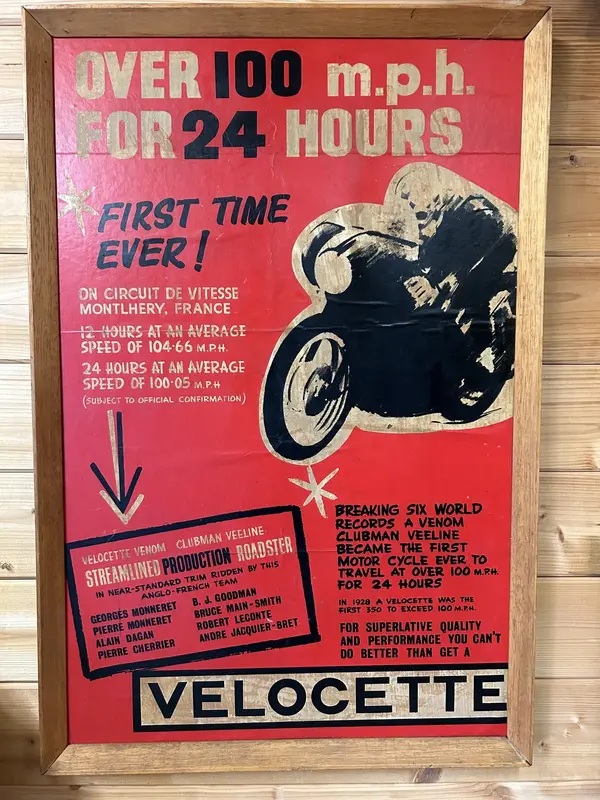 OVER 100 m.p.h.
FOR 24 HOURS
FIRST TIME
EVER!
ON CIRCUIT DE VITESSE
MONTLHERY, FRANCE
12 HOURS AT AN AVERAGE
SPEED OF 104·66 M.P.H.
24 HOURS AT AN AVERAGE
SPEED OF 100·05 M.P.H
(SUBJECT TO OFFICIAL CONFIRMATION)
VELOCETTE VENOM CLUBMAN VEELINE
STREAMLINED PRODUCTION ROADSTER
IN NEAR-STANDARD TRIM RIDDEN BY THIS
ANGLO-FRENCH TEAM
GEORGES MONNERET
PIERRE MONNERET
ALAIN DAGAN
PIERRE CHERRIER
B. J. GOODMAN
BRUCE MAIN-SMITH
ROBERT LECONTE
ANDRE JACQUIER-BRET
BREAKING SIX WORLD
RECORDS A VENOM
CLUBMAN VEELINE
BECAME THE FIRST
MOTOR CYCLE EVER TO
TRAVEL AT OVER 100 M.P.H.
FOR 24 HOURS
IN 1928 A VELOCETTE WAS THE
FIRST 350 TO EXCEED 100 M.P.H.
FOR SUPERLATIVE QUALITY
AND PERFORMANCE YOU CAN'T
DO BETTER THAN GET A
VELOCETTE